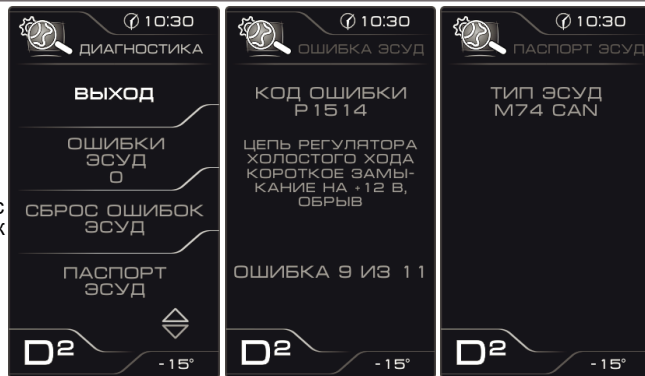 10:30
ДИАГНОСТИКА
ВЫХОД
ОШИБКИ
ЭСУД
0
СБРОС ОШИБОК
ЭСУД
ПАСПОРТ
ЭСУД
D2
-15°
с
к
10:30
ОШИБКА ЭСУД
КОД ОШИБКИ
P1514
ЦЕПЬ РЕГУЛЯТОРА
ХОЛОСТОГО ХОДА
КОРОТКОЕ ЗАМЫ-
КАНИЕ НА +12 В,
ОБРЫВ
ОШИБКА 9 ИЗ 11
D2
-15°
10:30
ПАСПОРТ ЭСУД
ТИП ЭСУД
M74 CAN
D2
-15°